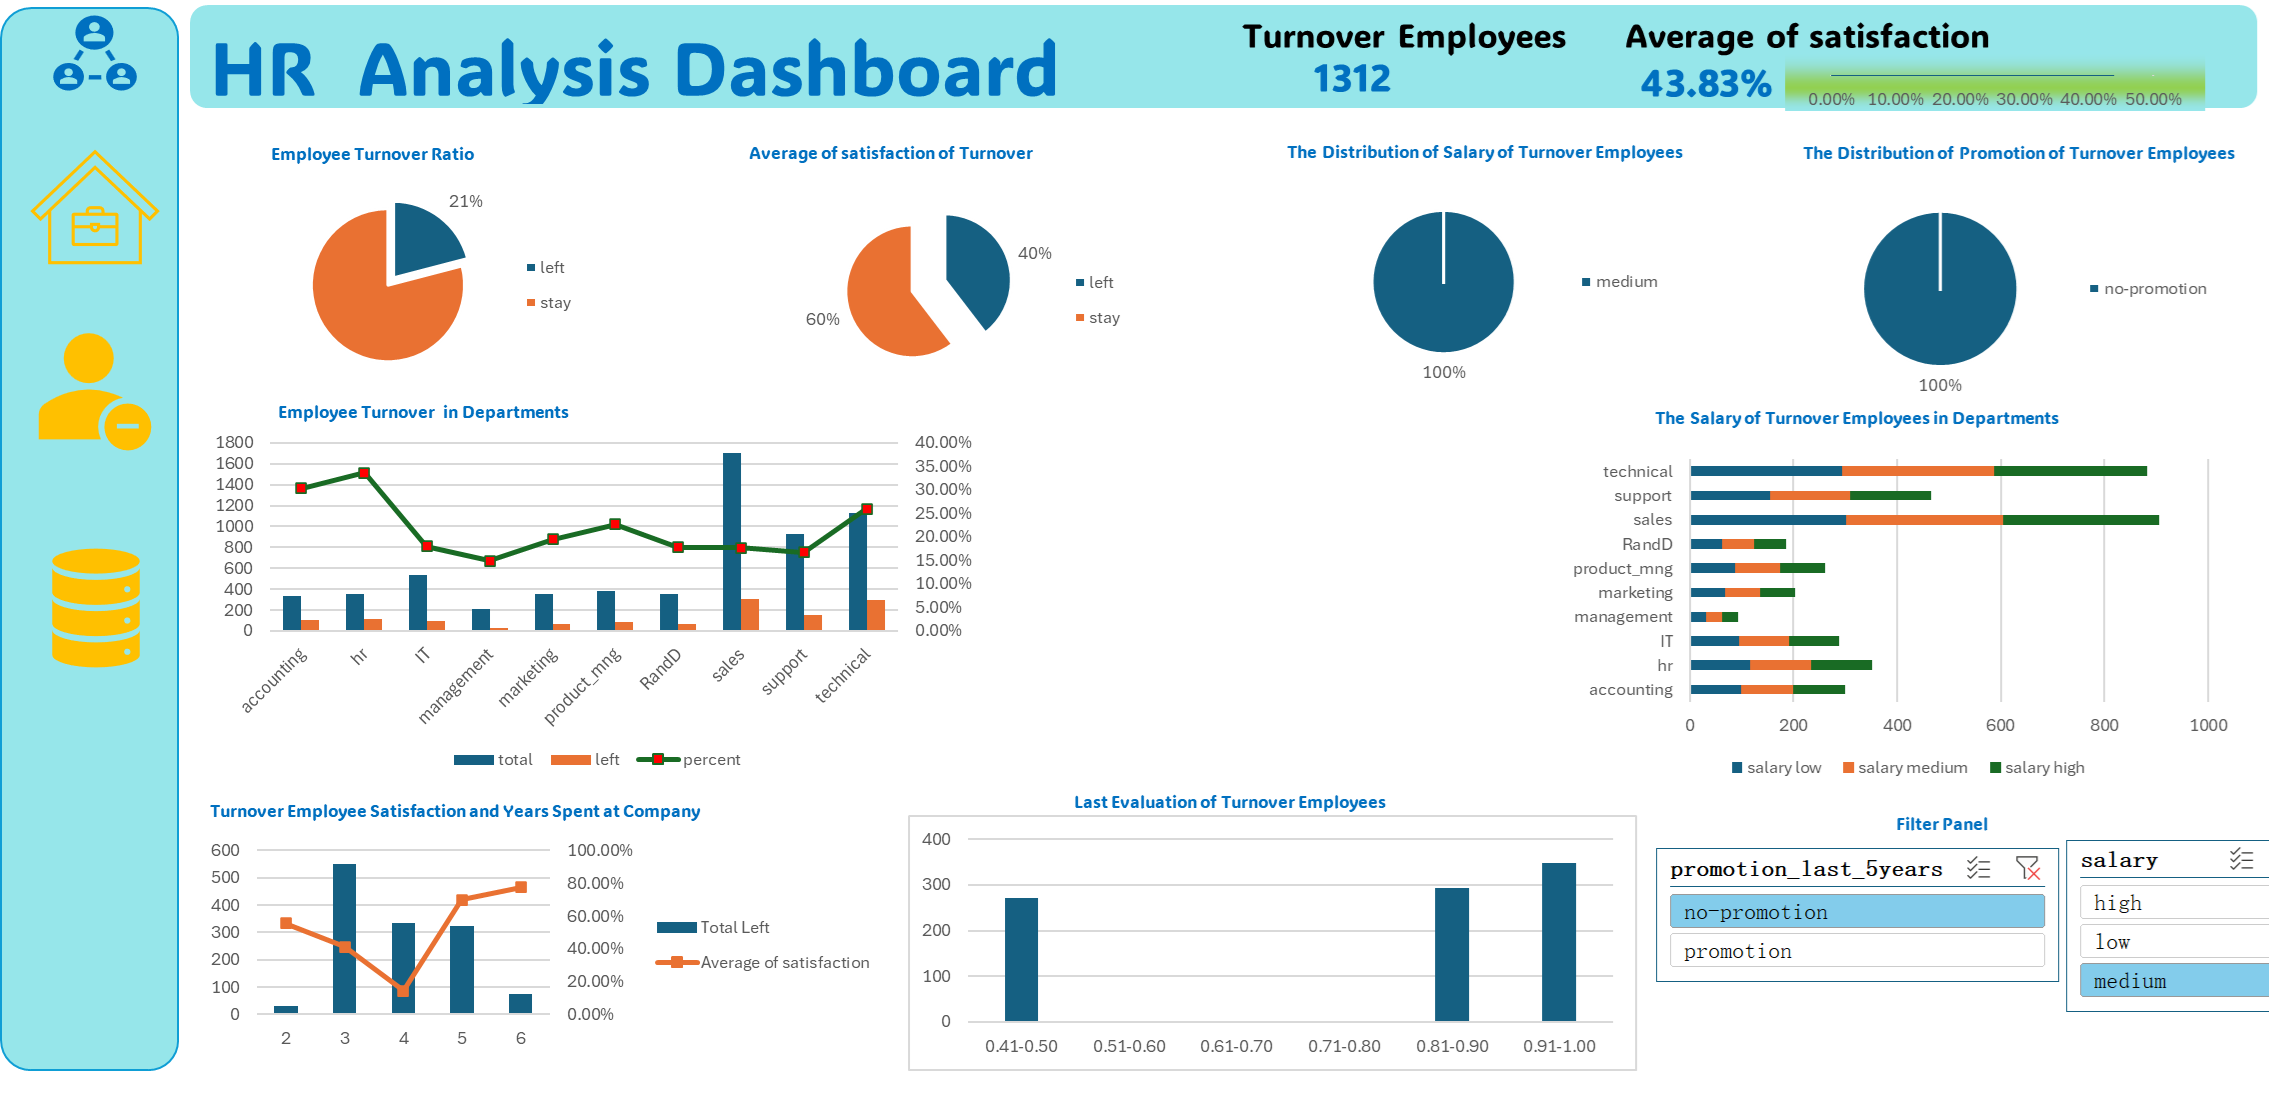 HR Analysis Dashboard
Turnover Employees
1312
Average of satisfaction
43.83%
0.00% 10.00% 20.00% 30.00% 40.00% 50.00%
Employee Turnover Ratio
21%
left
stay
Average of satisfaction of Turnover
40%
60%
left
stay
The Distribution of Salary of Turnover Employees
medium
100%
The Distribution of Promotion of Turnover Employees
no-promotion
100%
Employee Turnover in Departments
1800
1600
1400
1200
1000
800
600
400
200
0
40.00%
35.00%
30.00%
25.00%
20.00%
15.00%
10.00%
5.00%
0.00%
accounting
hr
IT
management
marketing
product_mng
RandD
sales
support
technical
total left percent
The Salary of Turnover Employees in Departments
technical
support
sales
RandD
product_mng
marketing
management
IT
hr
accounting
0 200 400 600 800 1000
salary low salary medium salary high
Turnover Employee Satisfaction and Years Spent at Company
600
500
400
300
200
100
0
100.00%
80.00%
60.00%
40.00%
20.00%
0.00%
2 3 4 5 6
Total Left
Average of satisfaction
Last Evaluation of Turnover Employees
400
300
200
100
0
0.41-0.50 0.51-0.60 0.61-0.70 0.71-0.80 0.81-0.90 0.91-1.00
Filter Panel
promotion_last_5years
no-promotion
promotion
salary
high
low
medium